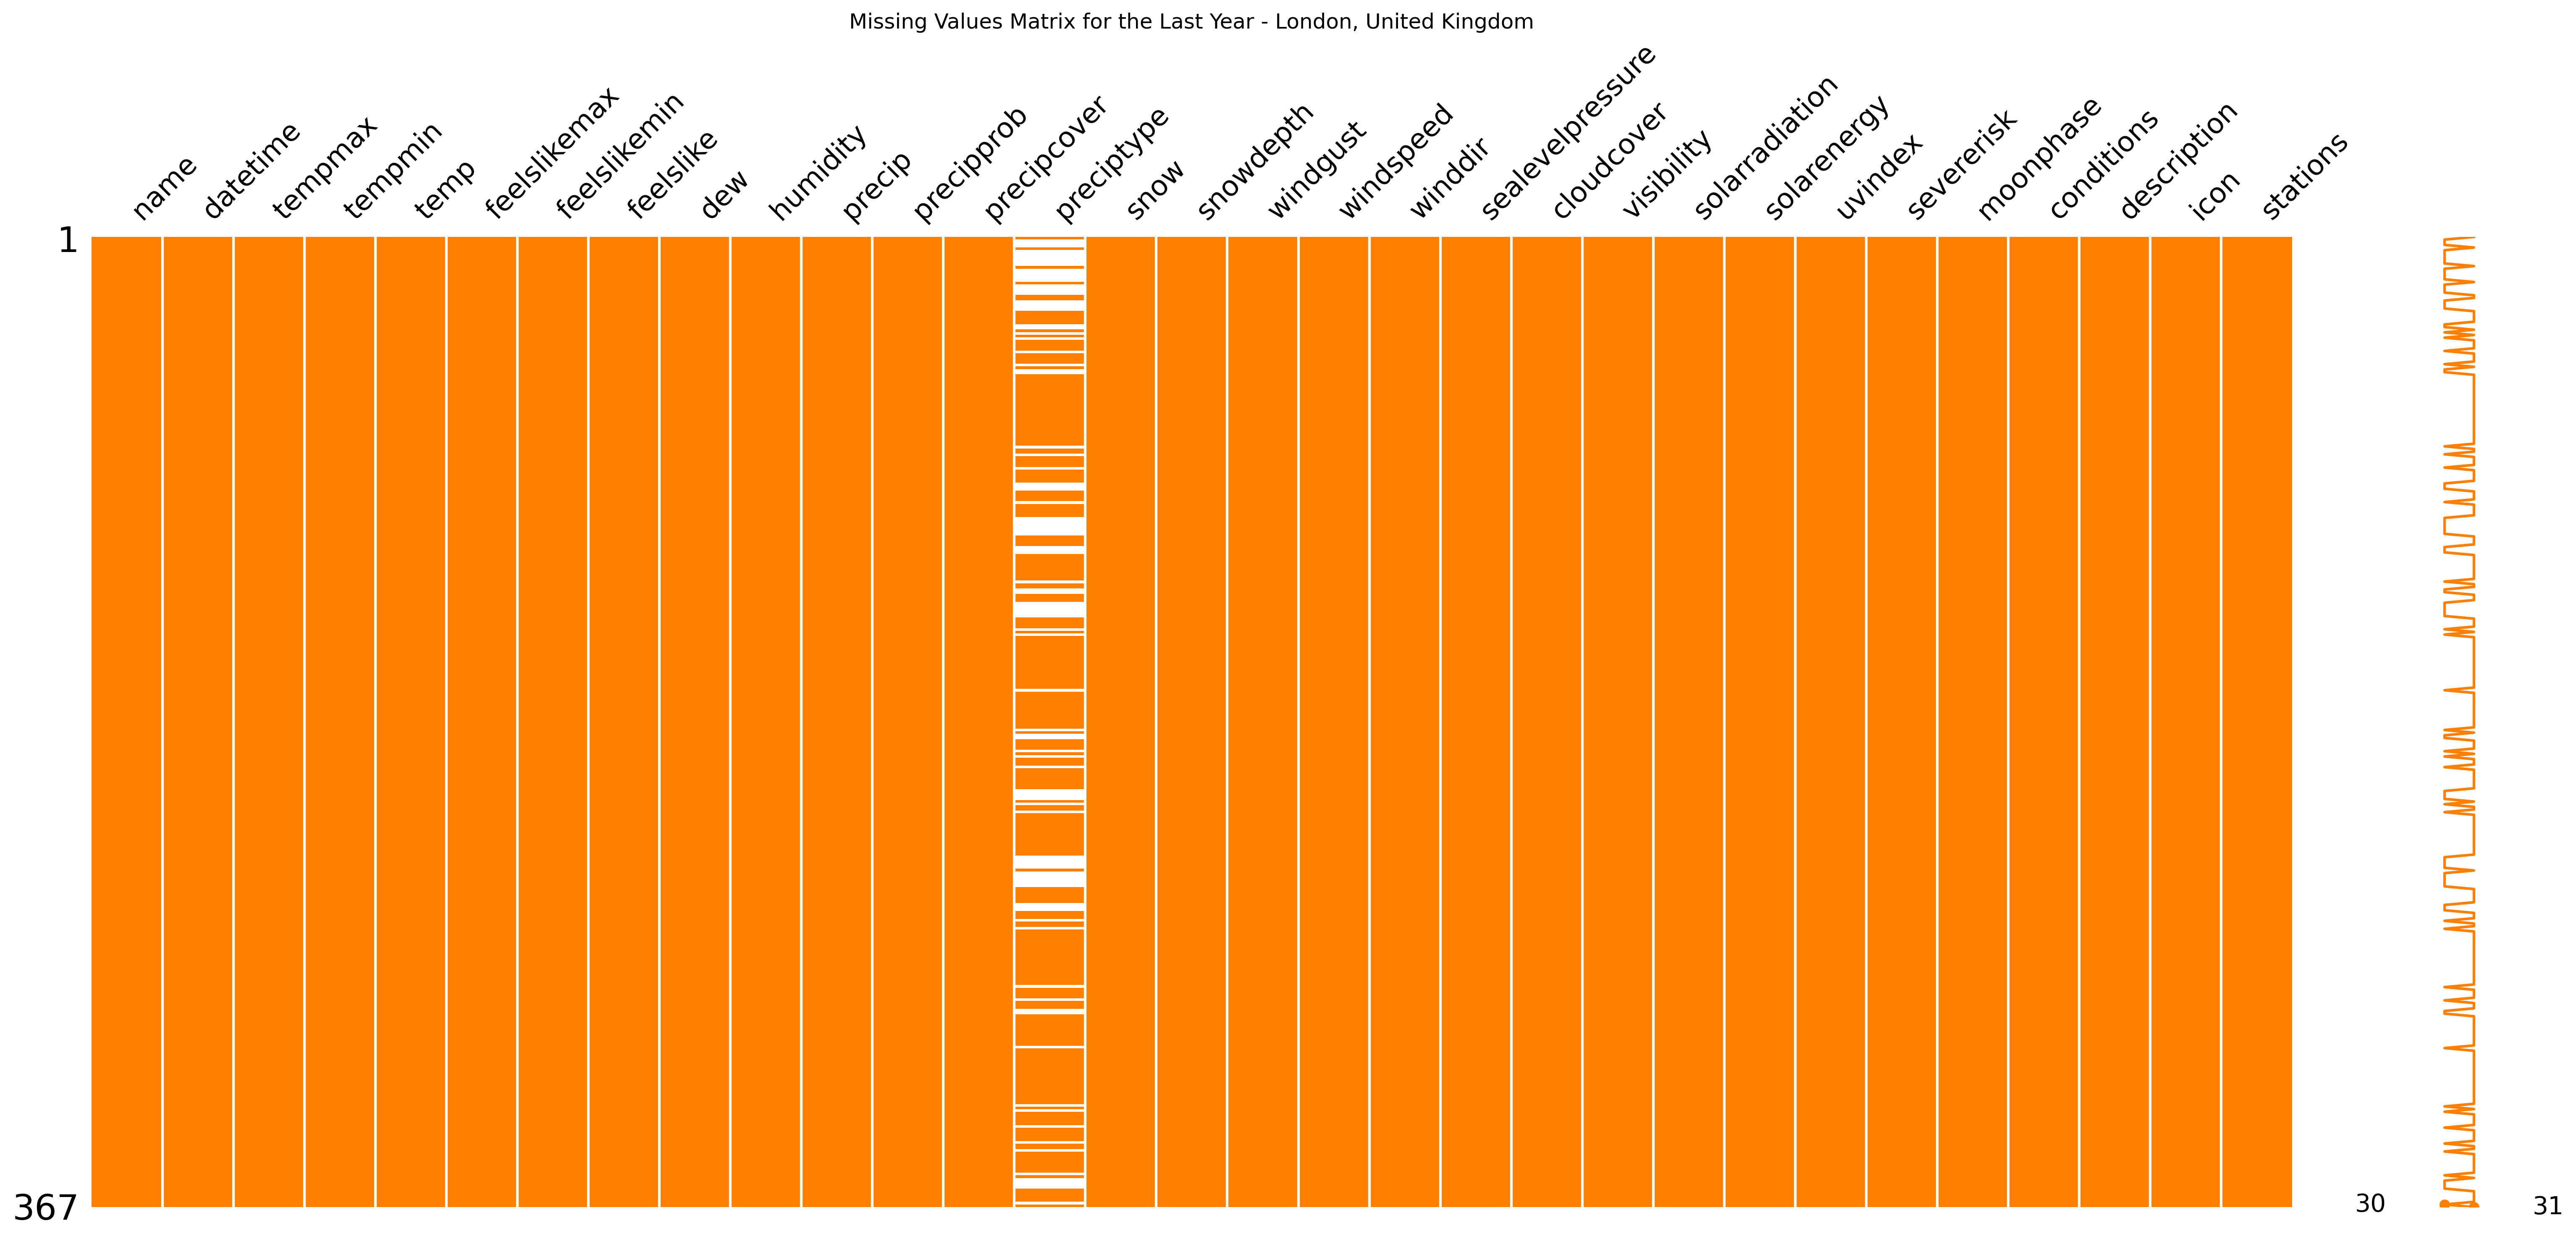 Missing Values Matrix for the Last Year - London, United Kingdom
name
datetime
tempmax
tempmin
temp
feelslikemax
feelslikemin
feelslike
dew
humidity
precip
precipprob
precipcover
preciptype
snow
snowdepth
windgust
windspeed
winddir
sealevelpressure
cloudcover
visibility
solarradiation
solarenergy
uvindex
severerisk
moonphase
conditions
description
icon
stations
1
367
30
31